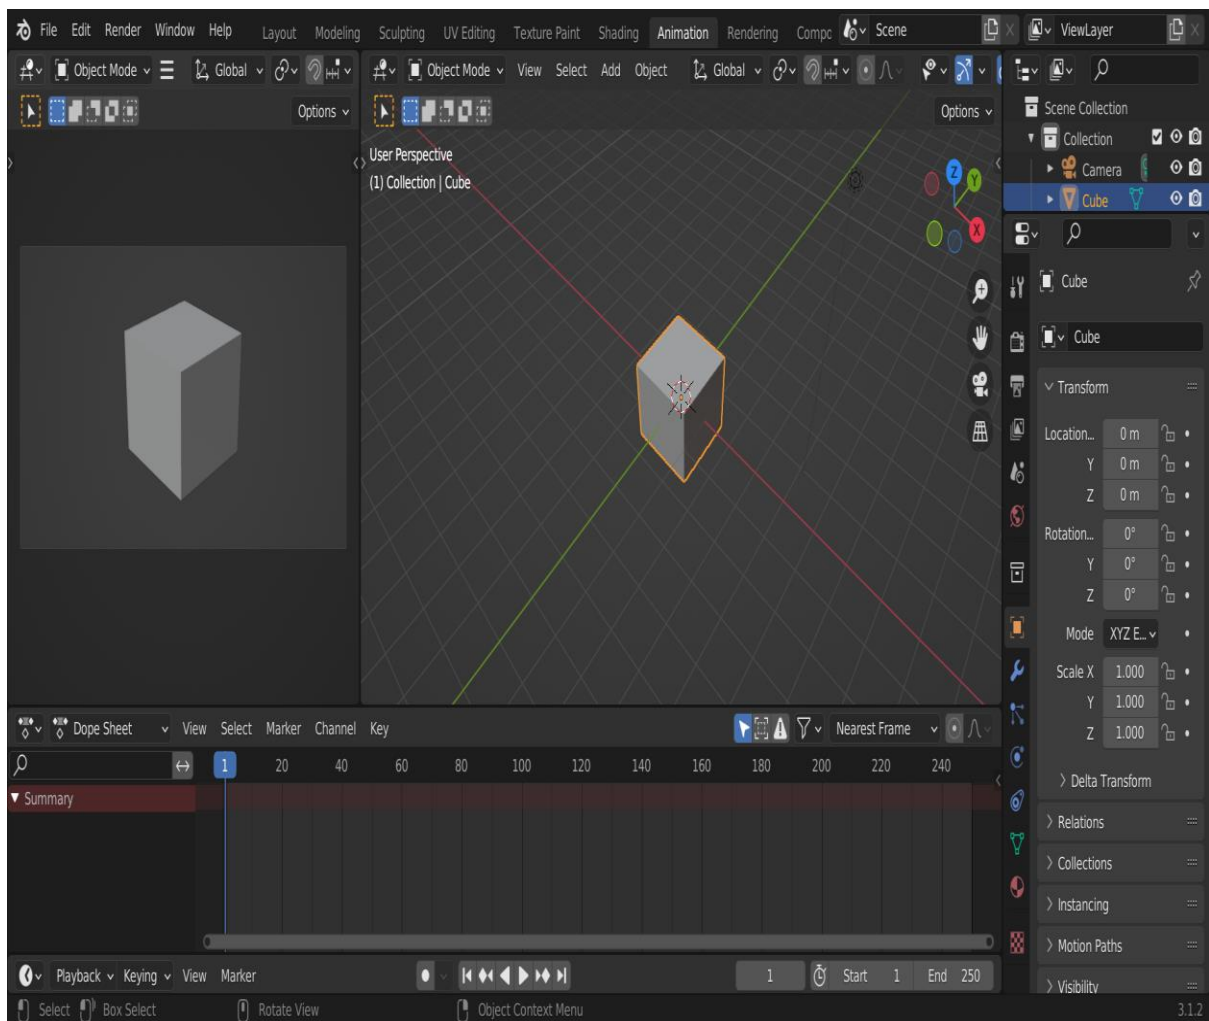 File Edit Render Window Help Layout Modeling Sculpting UV Editing Texture Paint Shading Animation Rendering Compc Scene ViewLayer
Object Mode Global Object Mode View Select Add Object Global
Options Options
User Perspective
(1) Collection | Cube
Z
Y
X
Scene Collection
Collection
Camera
Cube
Cube
Cube
Transform
Location... 0 m
Y 0 m
Z 0 m
Rotation... 0°
Y 0°
Z 0°
Mode XYZ E...
Scale X 1.000
Y 1.000
Z 1.000
Delta Transform
Relations
Collections
Instancing
Motion Paths
Visibility
Dope Sheet View Select Marker Channel Key Nearest Frame
1 20 40 60 80 100 120 140 160 180 200 220 240
Summary
Playback Keying View Marker 1 Start 1 End 250
Select Box Select Rotate View Object Context Menu 3.1.2